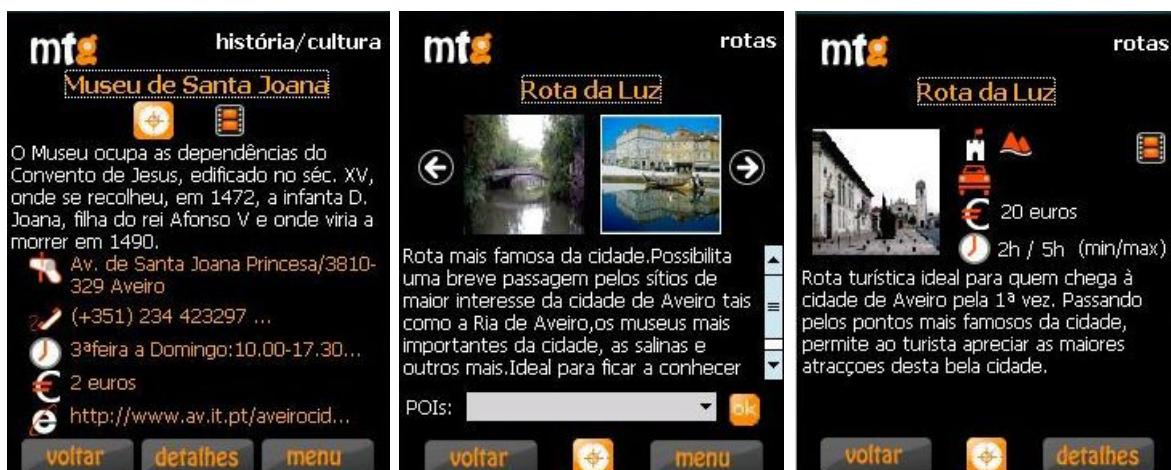 mtg
história/cultura
Museu de Santa Joana
O Museu ocupa as dependências do
Convento de Jesus, edificado no séc. XV,
onde se recolheu, em 1472, a infanta D.
Joana, filha do rei Afonso V e onde viria a
morrer em 1490.
Av. de Santa Joana Princesa/3810-
329 Aveiro
(+351) 234 423297 ...
3ªfeira a Domingo:10.00-17.30...
2 euros
http://www.av.it.pt/aveirocid...
voltar
detalhes
menu
mtg
rotas
Rota da Luz
Rota mais famosa da cidade.Possibilita
uma breve passagem pelos sítios de
maior interesse da cidade de Aveiro tais
como a Ria de Aveiro,os museus mais
importantes da cidade, as salinas e
outros mais.Ideal para ficar a conhecer
POIs:
ok
voltar
menu
mtg
rotas
Rota da Luz
20 euros
2h / 5h (min/max)
Rota turística ideal para quem chega à
cidade de Aveiro pela 1ª vez. Passando
pelos pontos mais famosos da cidade,
permite ao turista apreciar as maiores
atracçoes desta bela cidade.
voltar
detalhes